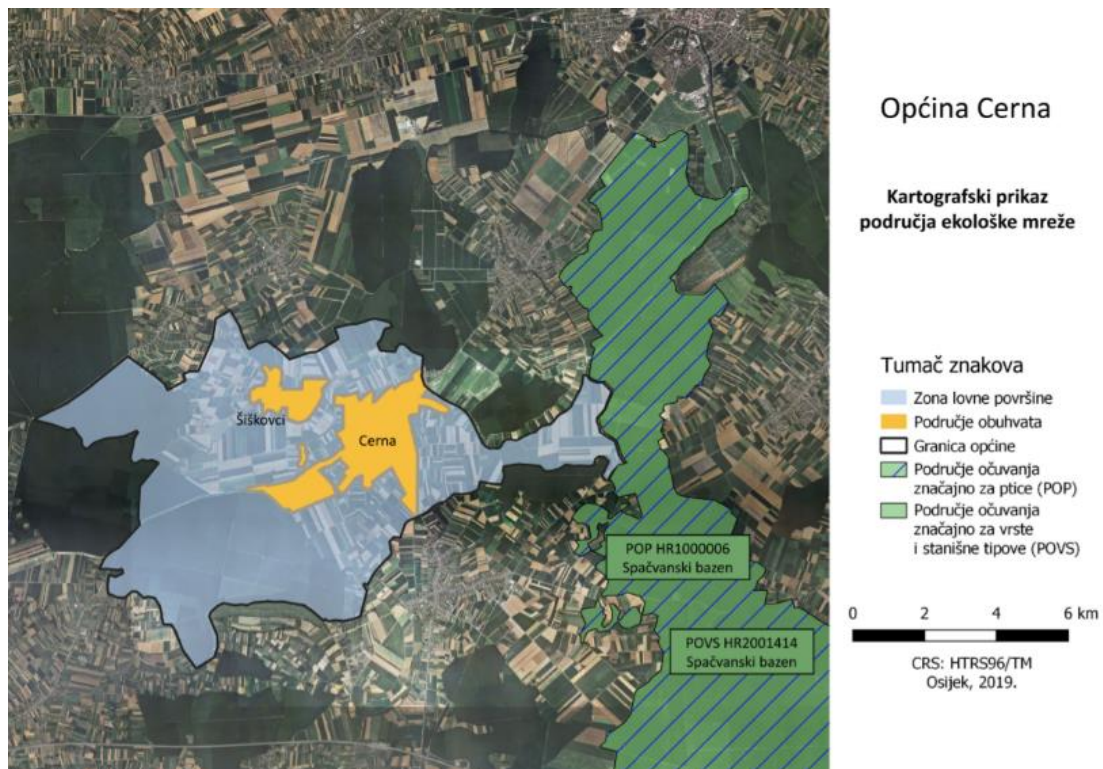 Općina Cerna
Kartografski prikaz
područja ekološke mreže
Šiškovci
Cerna
POP HR1000006
Spačvanski bazen
POVS HR2001414
Spačvanski bazen
Tumač znakova
Zona lovne površine
Područje obuhvata
Granica općine
Područje očuvanja
značajno za ptice (POP)
Područje očuvanja
značajno za vrste
i stanišne tipove (POVS)
0 2 4 6 km
CRS: HTRS96/TM
Osijek, 2019.